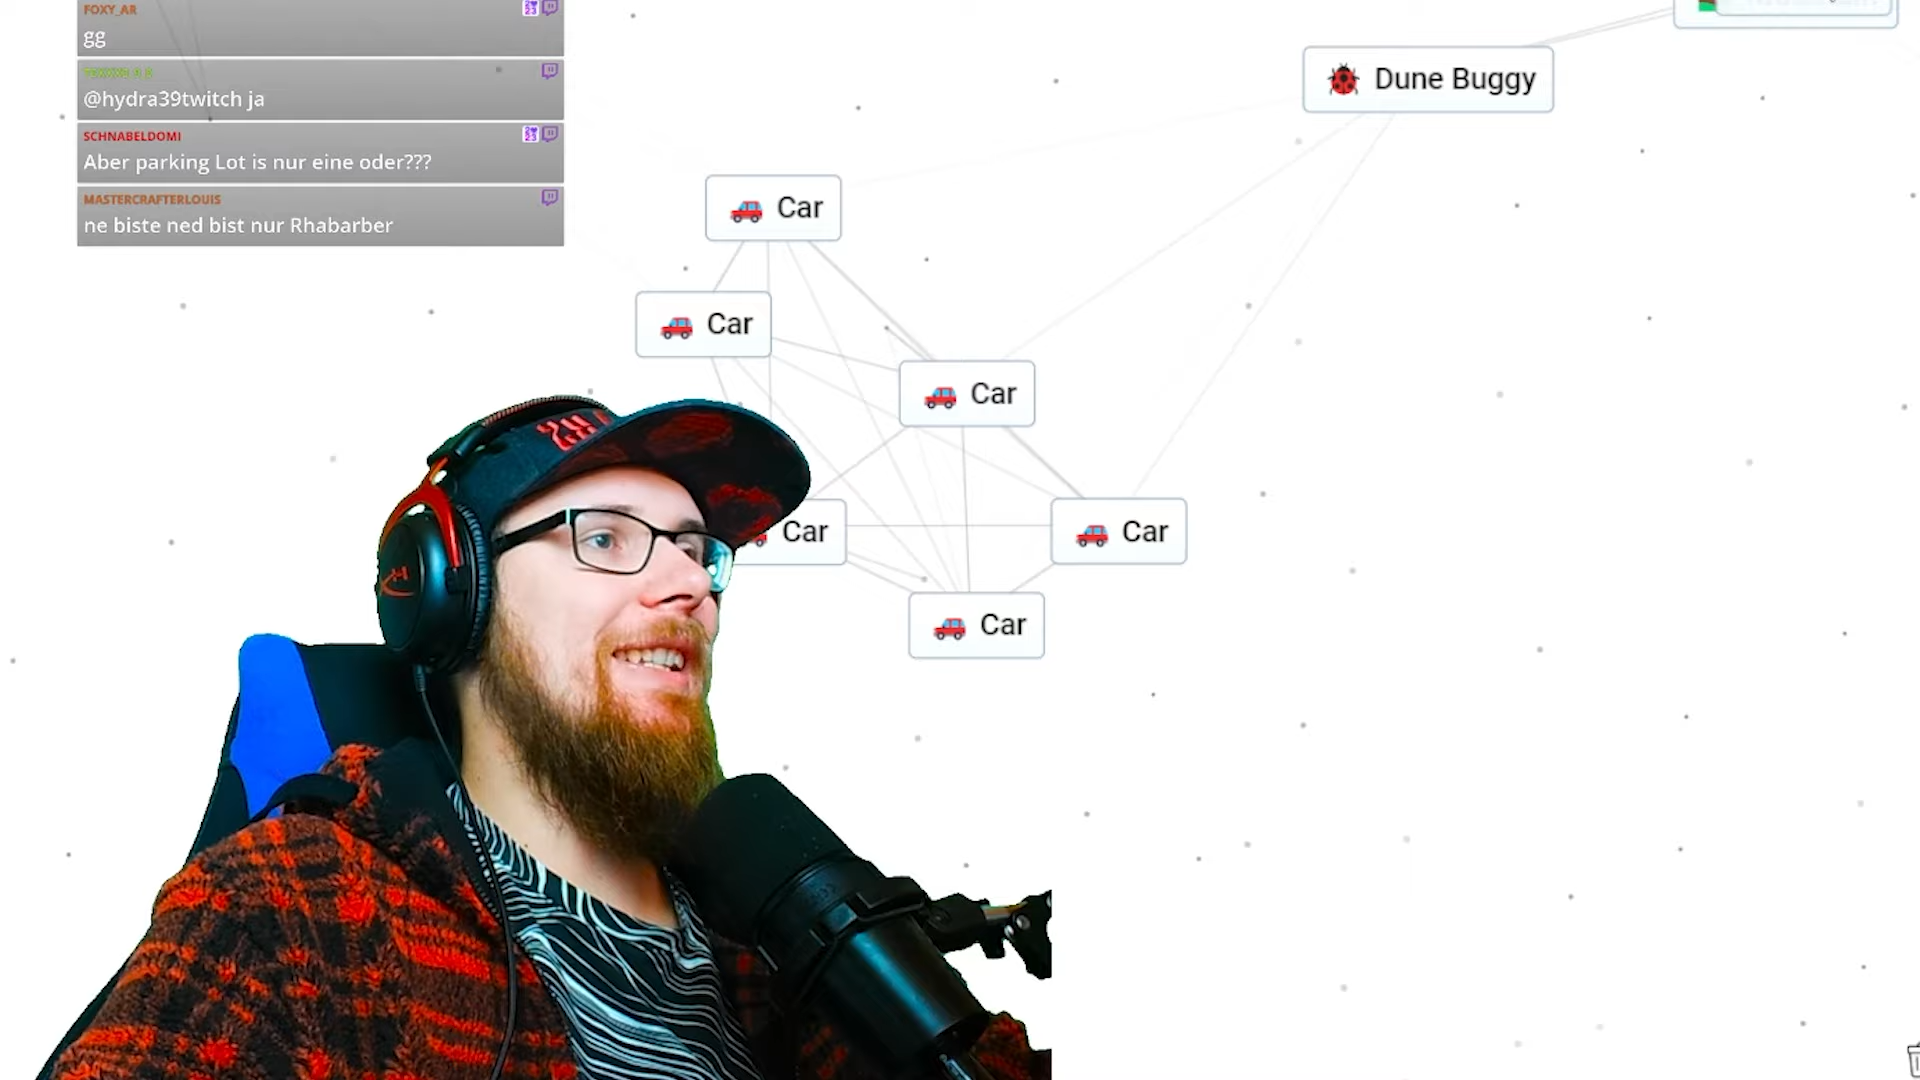 FOXY_AR
gg
@hydra39twitch ja
SCHNABELDOMI
Aber parking Lot is nur eine oder???
MASTERCRAFTERLOUIS
ne biste ned bist nur Rhabarber
Dune Buggy
Car
Car
Car
Car
Car
Car